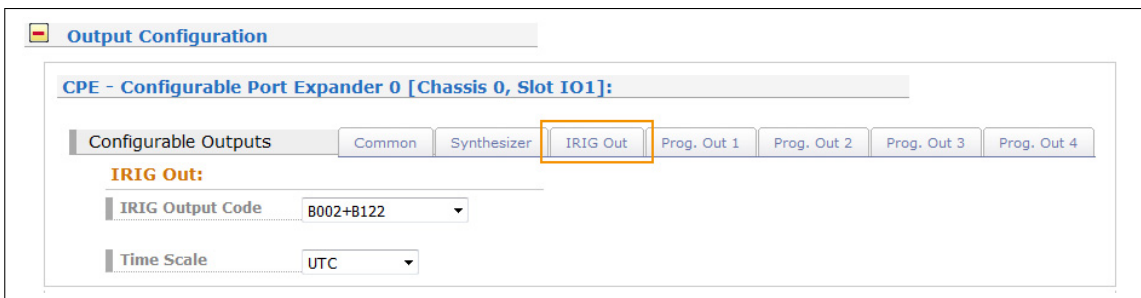 Output Configuration
CPE - Configurable Port Expander 0 [Chassis 0, Slot IO1]:
Configurable Outputs Common Synthesizer IRIG Out Prog. Out 1 Prog. Out 2 Prog. Out 3 Prog. Out 4
IRIG Out:
IRIG Output Code B002+B122
Time Scale UTC